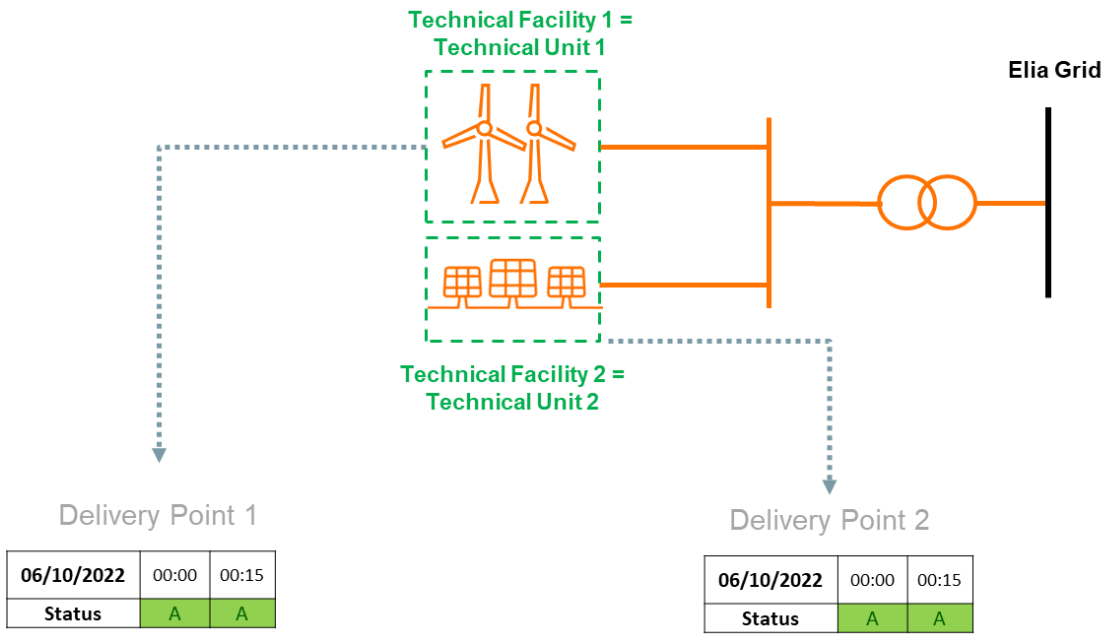 Technical Facility 1 =
Technical Unit 1
Elia Grid
Technical Facility 2 =
Technical Unit 2
Delivery Point 1
06/10/2022 00:00 00:15
Status A A
Delivery Point 2
06/10/2022 00:00 00:15
Status A A